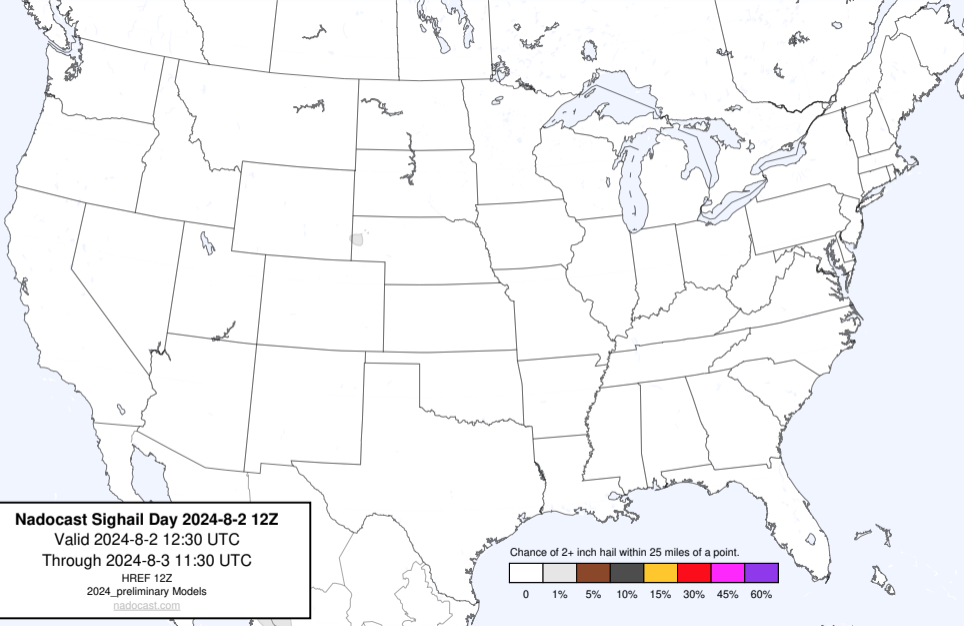 Nadocast Sighail Day 2024-8-2 12Z
Valid 2024-8-2 12:30 UTC
Through 2024-8-3 11:30 UTC
HREF 12Z
2024_preliminary Models
nadocast.com
Chance of 2+ inch hail within 25 miles of a point.
0 1% 5% 10% 15% 30% 45% 60%